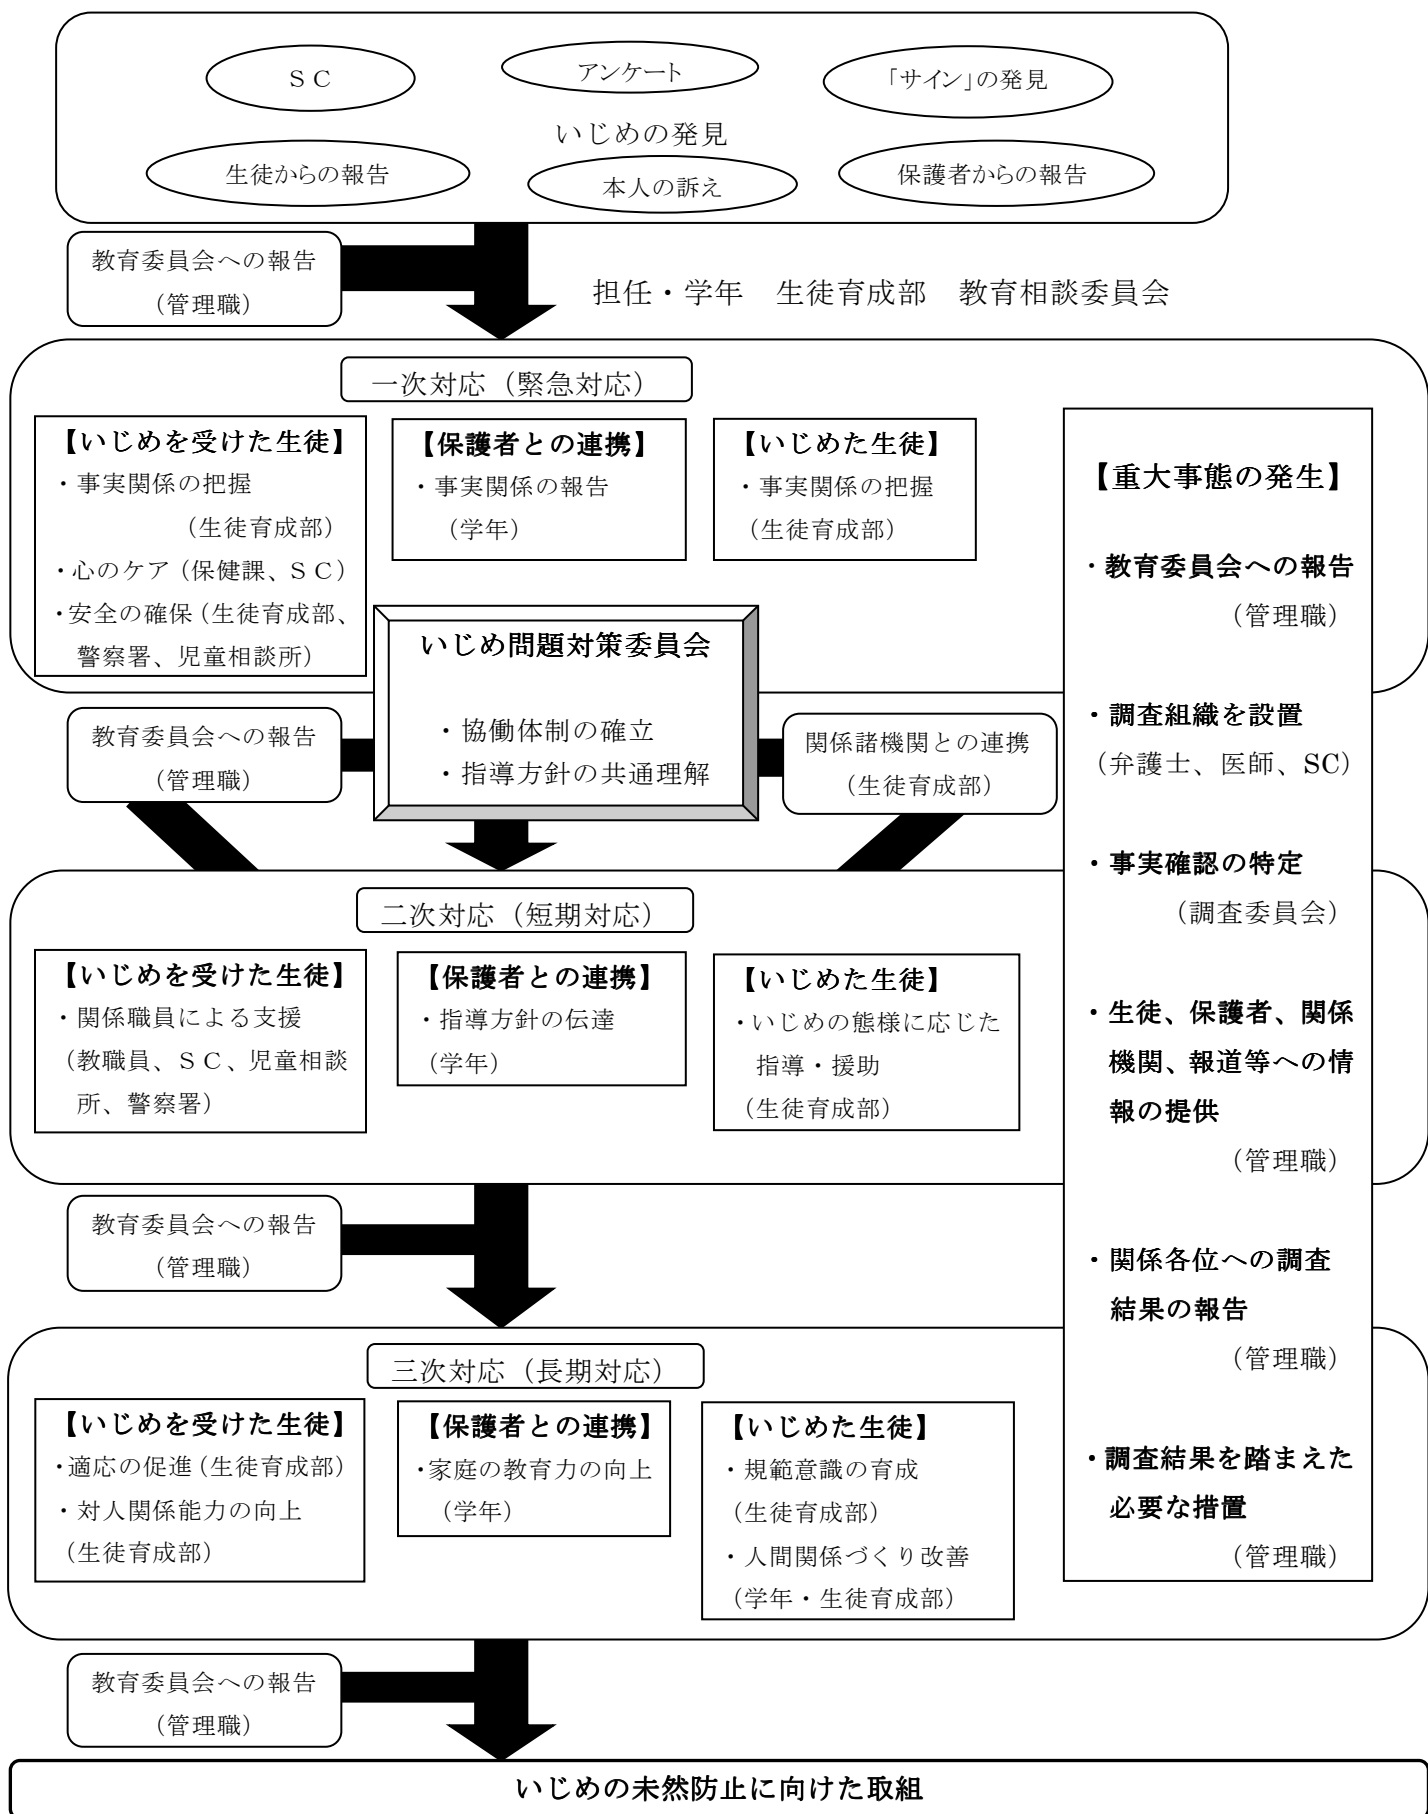 ＳＣ
アンケート
「サイン」の発見
いじめの発見
生徒からの報告
本人の訴え
保護者からの報告
教育委員会への報告
（管理職）
担任・学年　生徒育成部　教育相談委員会
一次対応（緊急対応）
【いじめを受けた生徒】
・事実関係の把握
（生徒育成部）
・心のケア（保健課、ＳＣ）
・安全の確保（生徒育成部、
警察署、児童相談所）
【保護者との連携】
・事実関係の報告
（学年）
【いじめた生徒】
・事実関係の把握
（生徒育成部）
いじめ問題対策委員会
・協働体制の確立
・指導方針の共通理解
教育委員会への報告
（管理職）
関係諸機関との連携
（生徒育成部）
二次対応（短期対応）
【いじめを受けた生徒】
・関係職員による支援
（教職員、ＳＣ、児童相談
所、警察署）
【保護者との連携】
・指導方針の伝達
（学年）
【いじめた生徒】
・いじめの態様に応じた
指導・援助
（生徒育成部）
教育委員会への報告
（管理職）
三次対応（長期対応）
【いじめを受けた生徒】
・適応の促進（生徒育成部）
・対人関係能力の向上
（生徒育成部）
【保護者との連携】
・家庭の教育力の向上
（学年）
【いじめた生徒】
・規範意識の育成
（生徒育成部）
・人間関係づくり改善
（学年・生徒育成部）
【重大事態の発生】
・教育委員会への報告
（管理職）
・調査組織を設置
（弁護士、医師、SC）
・事実確認の特定
（調査委員会）
・生徒、保護者、関係
機関、報道等への情
報の提供
（管理職）
・関係各位への調査
結果の報告
（管理職）
・調査結果を踏まえた
必要な措置
（管理職）
教育委員会への報告
（管理職）
いじめの未然防止に向けた取組